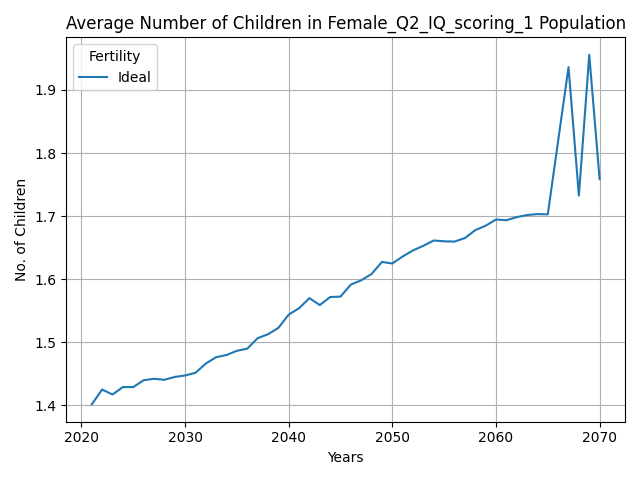 Average Number of Children in Female_Q2_IQ_scoring_1 Population
Fertility
Ideal
1.9
1.8
1.7
1.6
1.5
1.4
No. of Children
2020 2030 2040 2050 2060 2070
Years